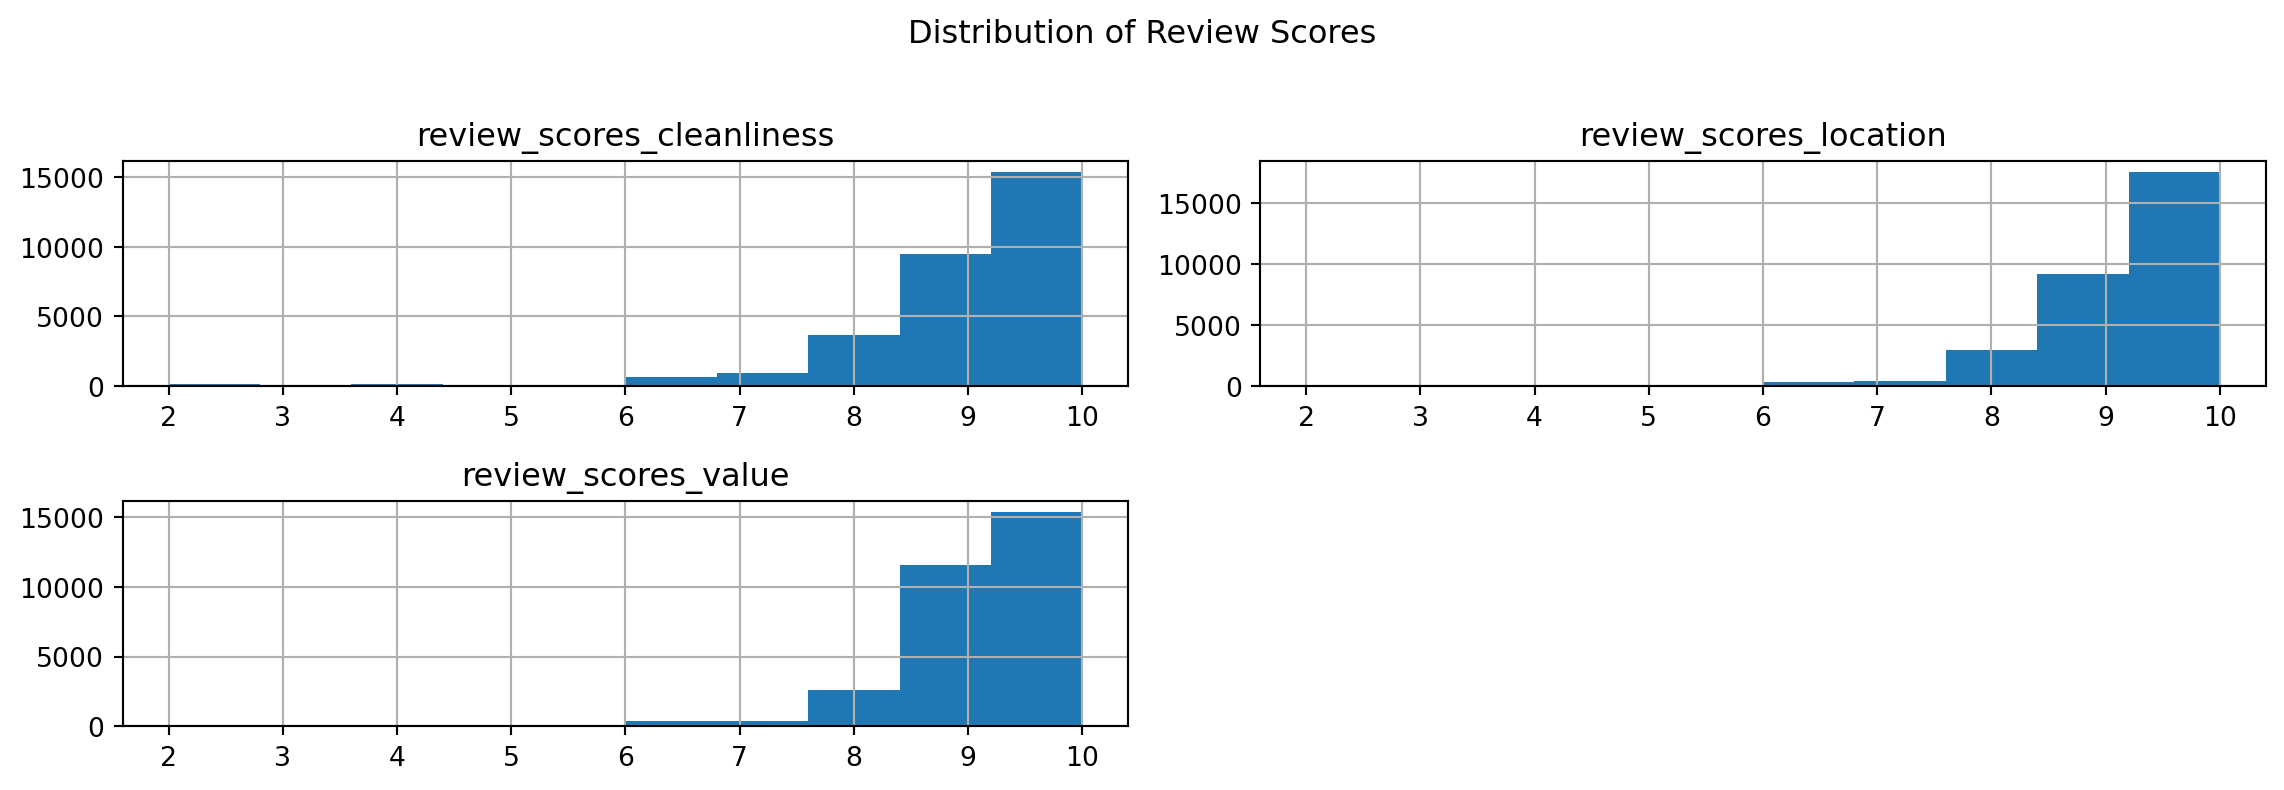 Distribution of Review Scores
review_scores_cleanliness
15000
10000
5000
0
2 3 4 5 6 7 8 9 10
review_scores_location
15000
10000
5000
0
2 3 4 5 6 7 8 9 10
review_scores_value
15000
10000
5000
0
2 3 4 5 6 7 8 9 10